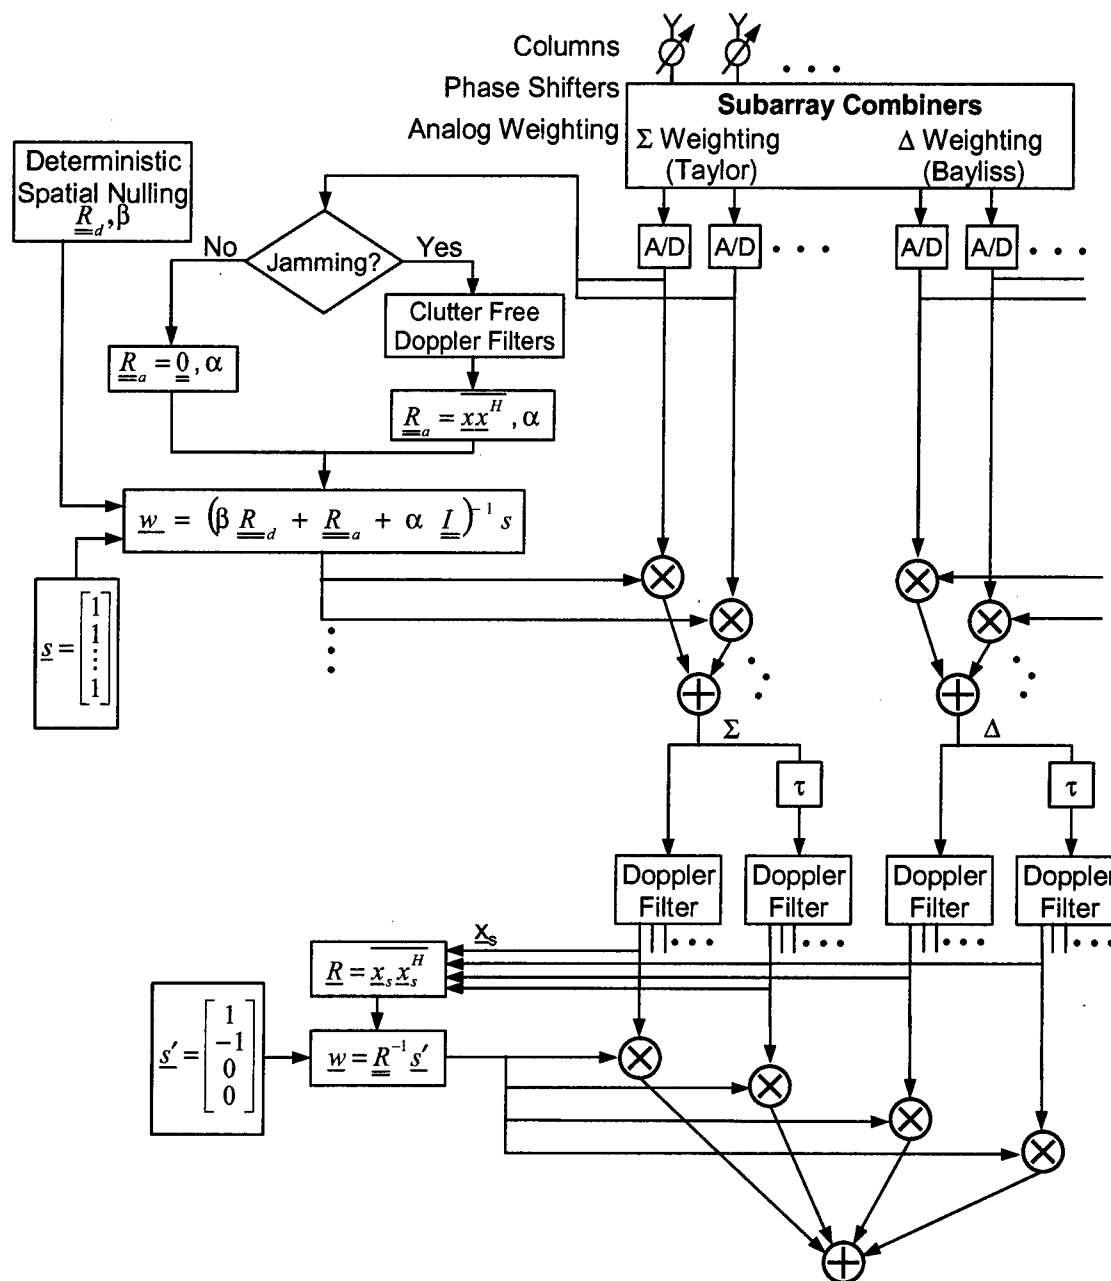 Columns
Phase Shifters
Analog Weighting
Subarray Combiners
Σ Weighting
(Taylor)
Δ Weighting
(Bayliss)
Deterministic
Spatial Nulling
R_d, β
No
Jamming?
Yes
A/D
A/D
A/D
A/D
Clutter Free
Doppler Filters
R_a = 0, α
R_a = x x^H, α
w = (β R_d + R_a + α I)^-1 s
s = [1 1 ⋮ 1]
Σ
Δ
τ
τ
Doppler
Filter
Doppler
Filter
Doppler
Filter
Doppler
Filter
x_s
R = x_s x_s^H
s′ = [1 -1 0 0]
w = R^-1 s′